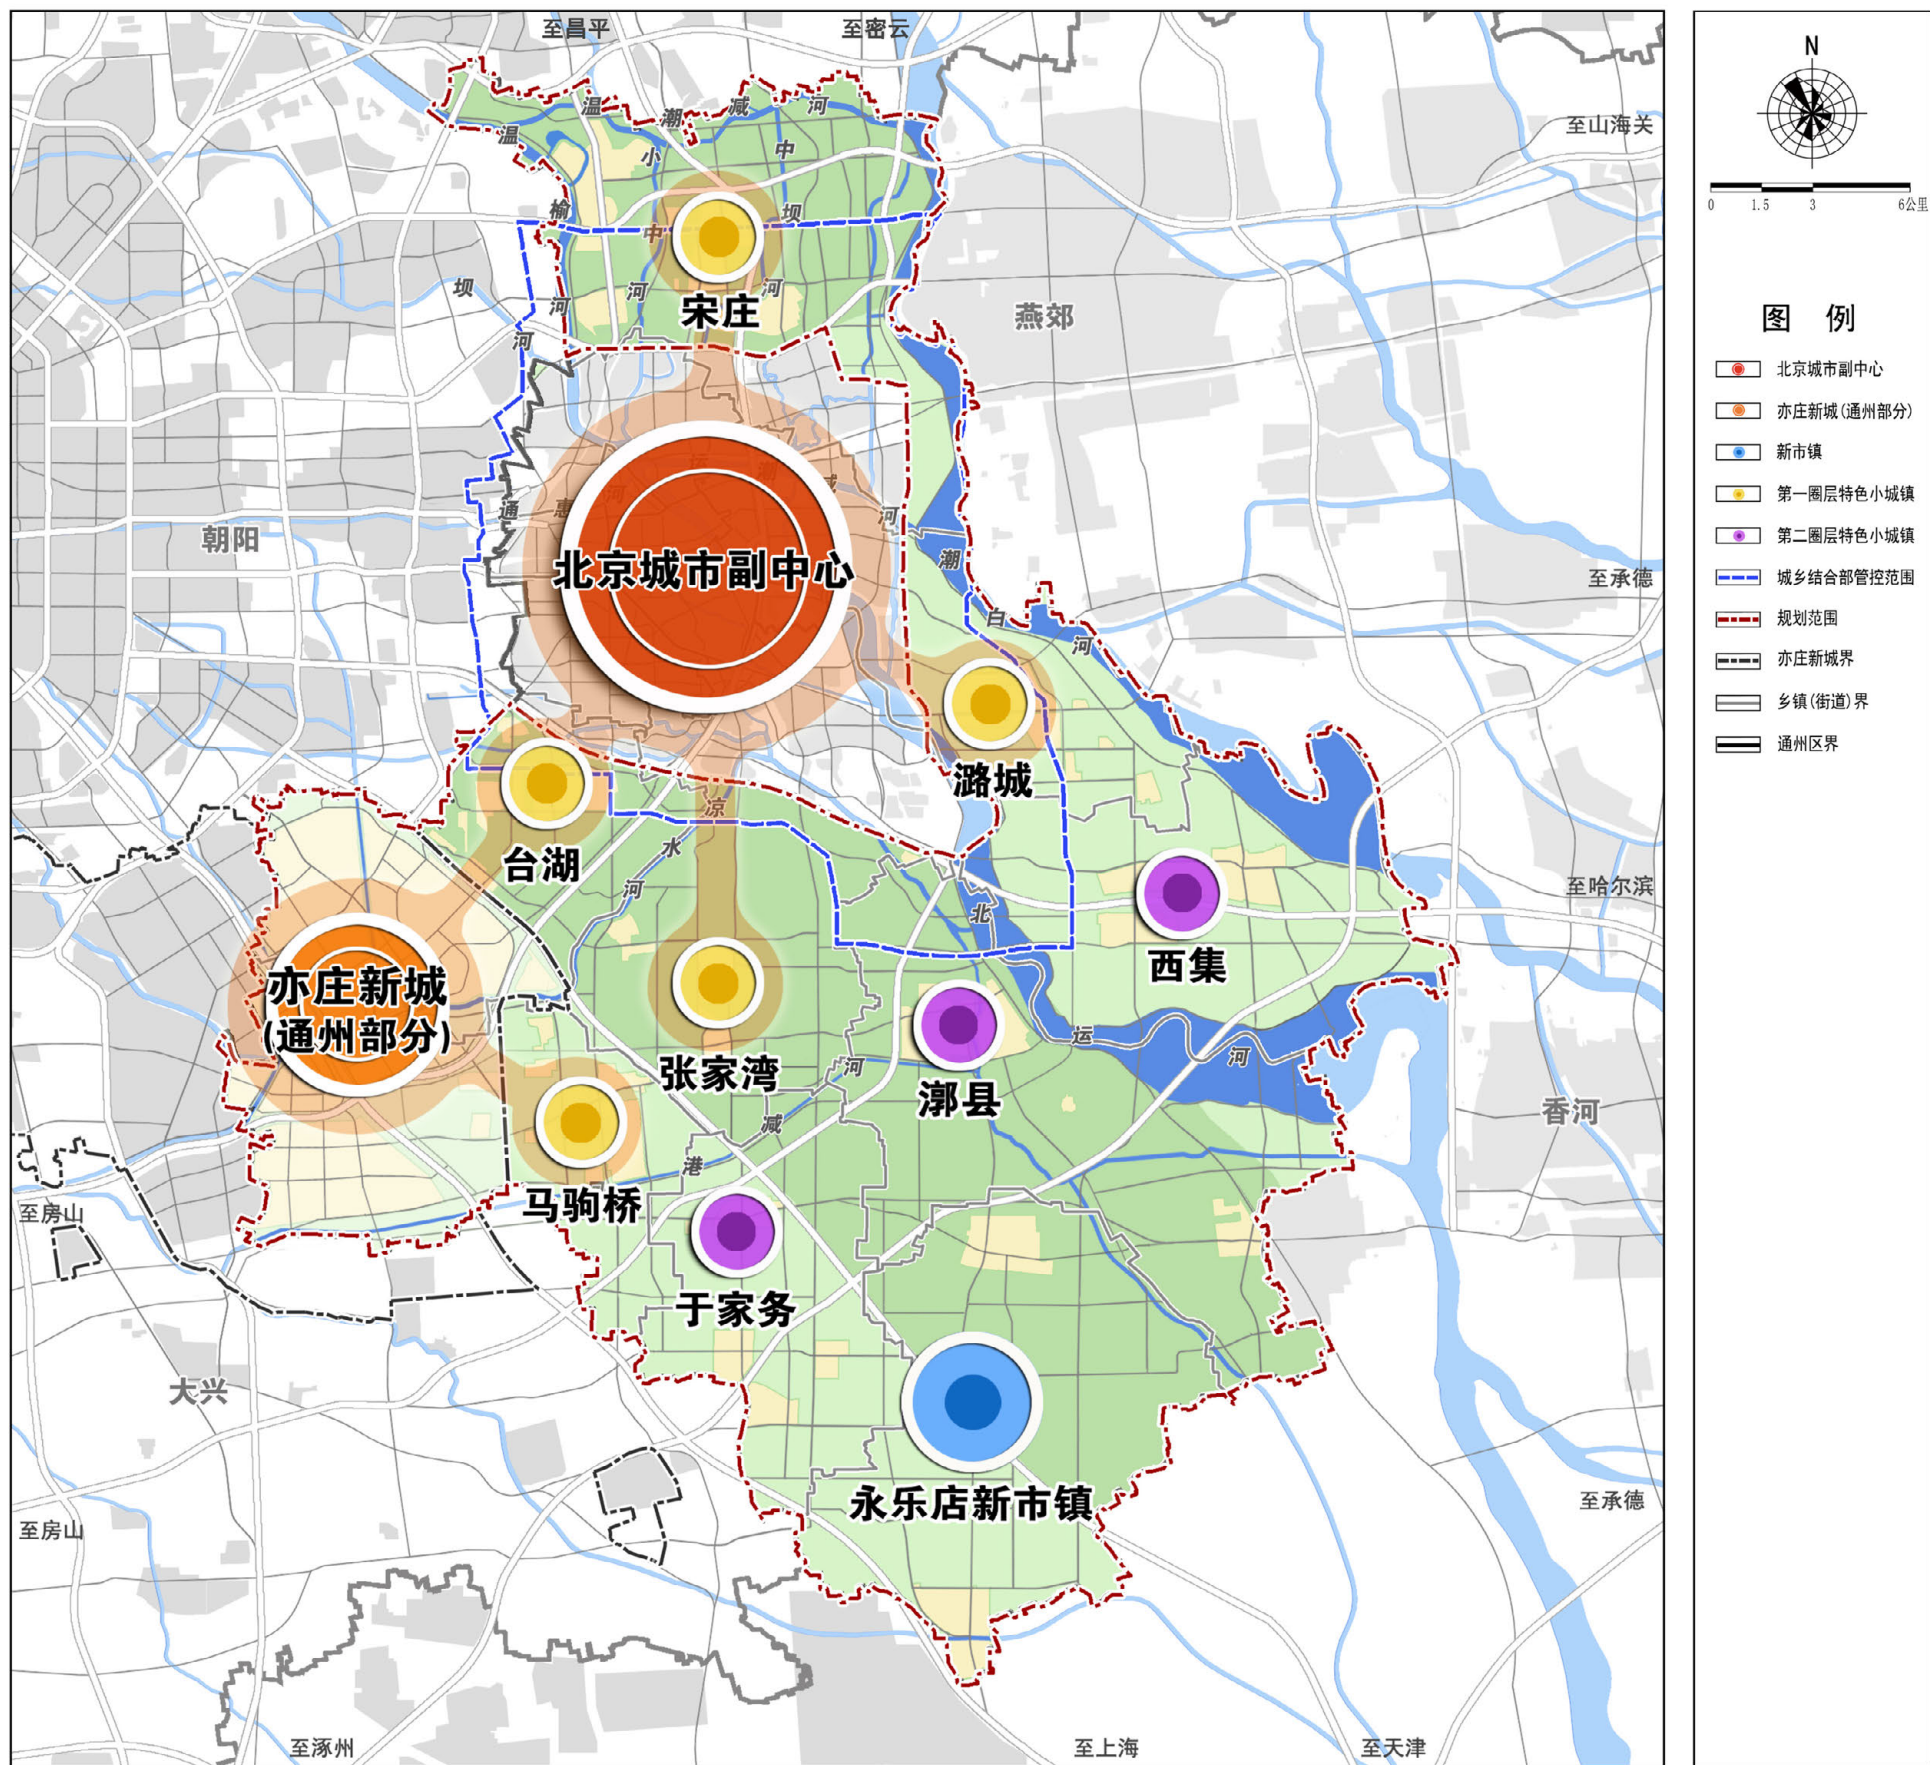 至昌平
至密云
至山海关
温
温
潮
减
河
小
中
榆
坝
中
河
河
河
宋庄
坝
河
燕郊
运
潮
减
河
惠
河
通
朝阳
北京城市副中心
潮
白
河
至承德
潞城
凉
水
河
台湖
至哈尔滨
北
西集
亦庄新城
(通州部分)
张家湾
漷县
运
河
河
减
港
香河
马驹桥
至房山
于家务
大兴
永乐店新市镇
至承德
至房山
至涿州
至上海
至天津
N
0 1.5 3 6公里
图 例
北京城市副中心
亦庄新城(通州部分)
新市镇
第一圈层特色小城镇
第二圈层特色小城镇
城乡结合部管控范围
规划范围
亦庄新城界
乡镇(街道)界
通州区界